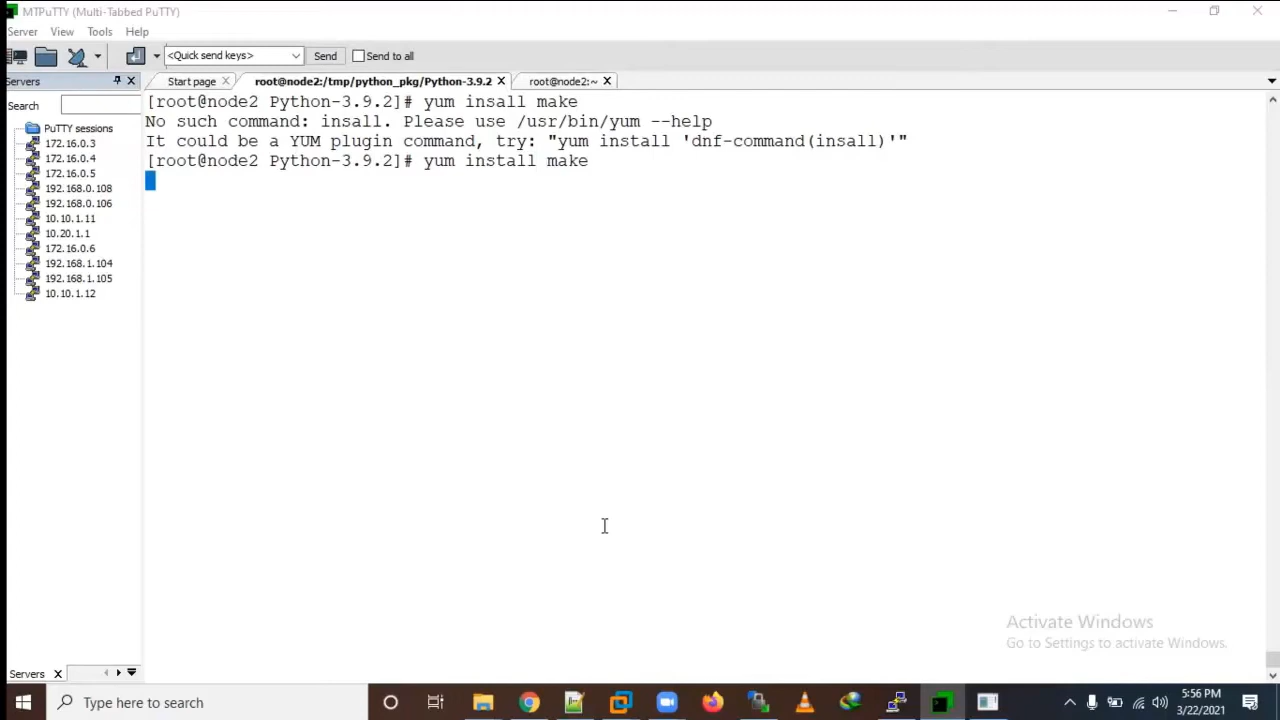 MTPuTTY (Multi-Tabbed PuTTY)
Server View Tools Help
<Quick send keys> Send Send to all
Servers
Start page root@node2:/tmp/python_pkg/Python-3.9.2 root@node2:~
Search
PuTTY sessions
172.16.0.3
172.16.0.4
172.16.0.5
192.168.0.108
192.168.0.106
10.10.1.11
10.20.1.1
172.16.0.6
192.168.1.104
192.168.1.105
10.10.1.12
[root@node2 Python-3.9.2]# yum insall make
No such command: insall. Please use /usr/bin/yum --help
It could be a YUM plugin command, try: "yum install 'dnf-command(insall)'"
[root@node2 Python-3.9.2]# yum install make
Activate Windows
Go to Settings to activate Windows.
Servers
Type here to search
5:56 PM
3/22/2021